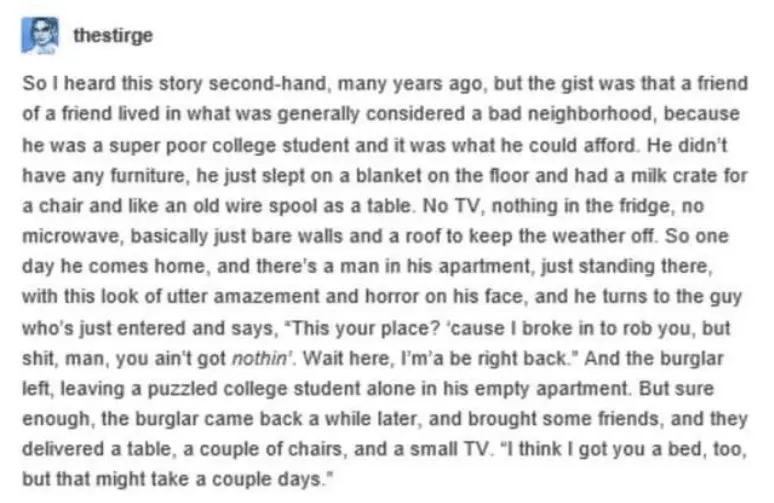 thestirge
So I heard this story second-hand, many years ago, but the gist was that a friend
of a friend lived in what was generally considered a bad neighborhood, because
he was a super poor college student and it was what he could afford. He didn't
have any furniture, he just slept on a blanket on the floor and had a milk crate for
a chair and like an old wire spool as a table. No TV, nothing in the fridge, no
microwave, basically just bare walls and a roof to keep the weather off. So one
day he comes home, and there's a man in his apartment, just standing there,
with this look of utter amazement and horror on his face, and he turns to the guy
who's just entered and says, "This your place? 'cause I broke in to rob you, but
shit, man, you ain't got nothin'. Wait here, I'm'a be right back." And the burglar
left, leaving a puzzled college student alone in his empty apartment. But sure
enough, the burglar came back a while later, and brought some friends, and they
delivered a table, a couple of chairs, and a small TV. "I think I got you a bed, too,
but that might take a couple days."